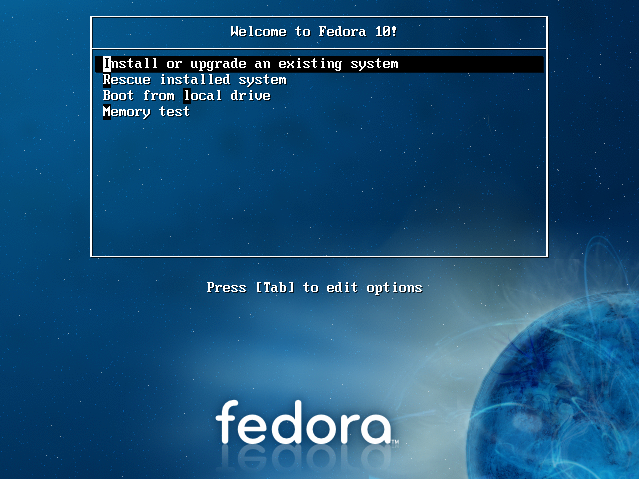 Welcome to Fedora 10!
Install or upgrade an existing system
Rescue installed system
Boot from local drive
Memory test
Press [Tab] to edit options
fedora™